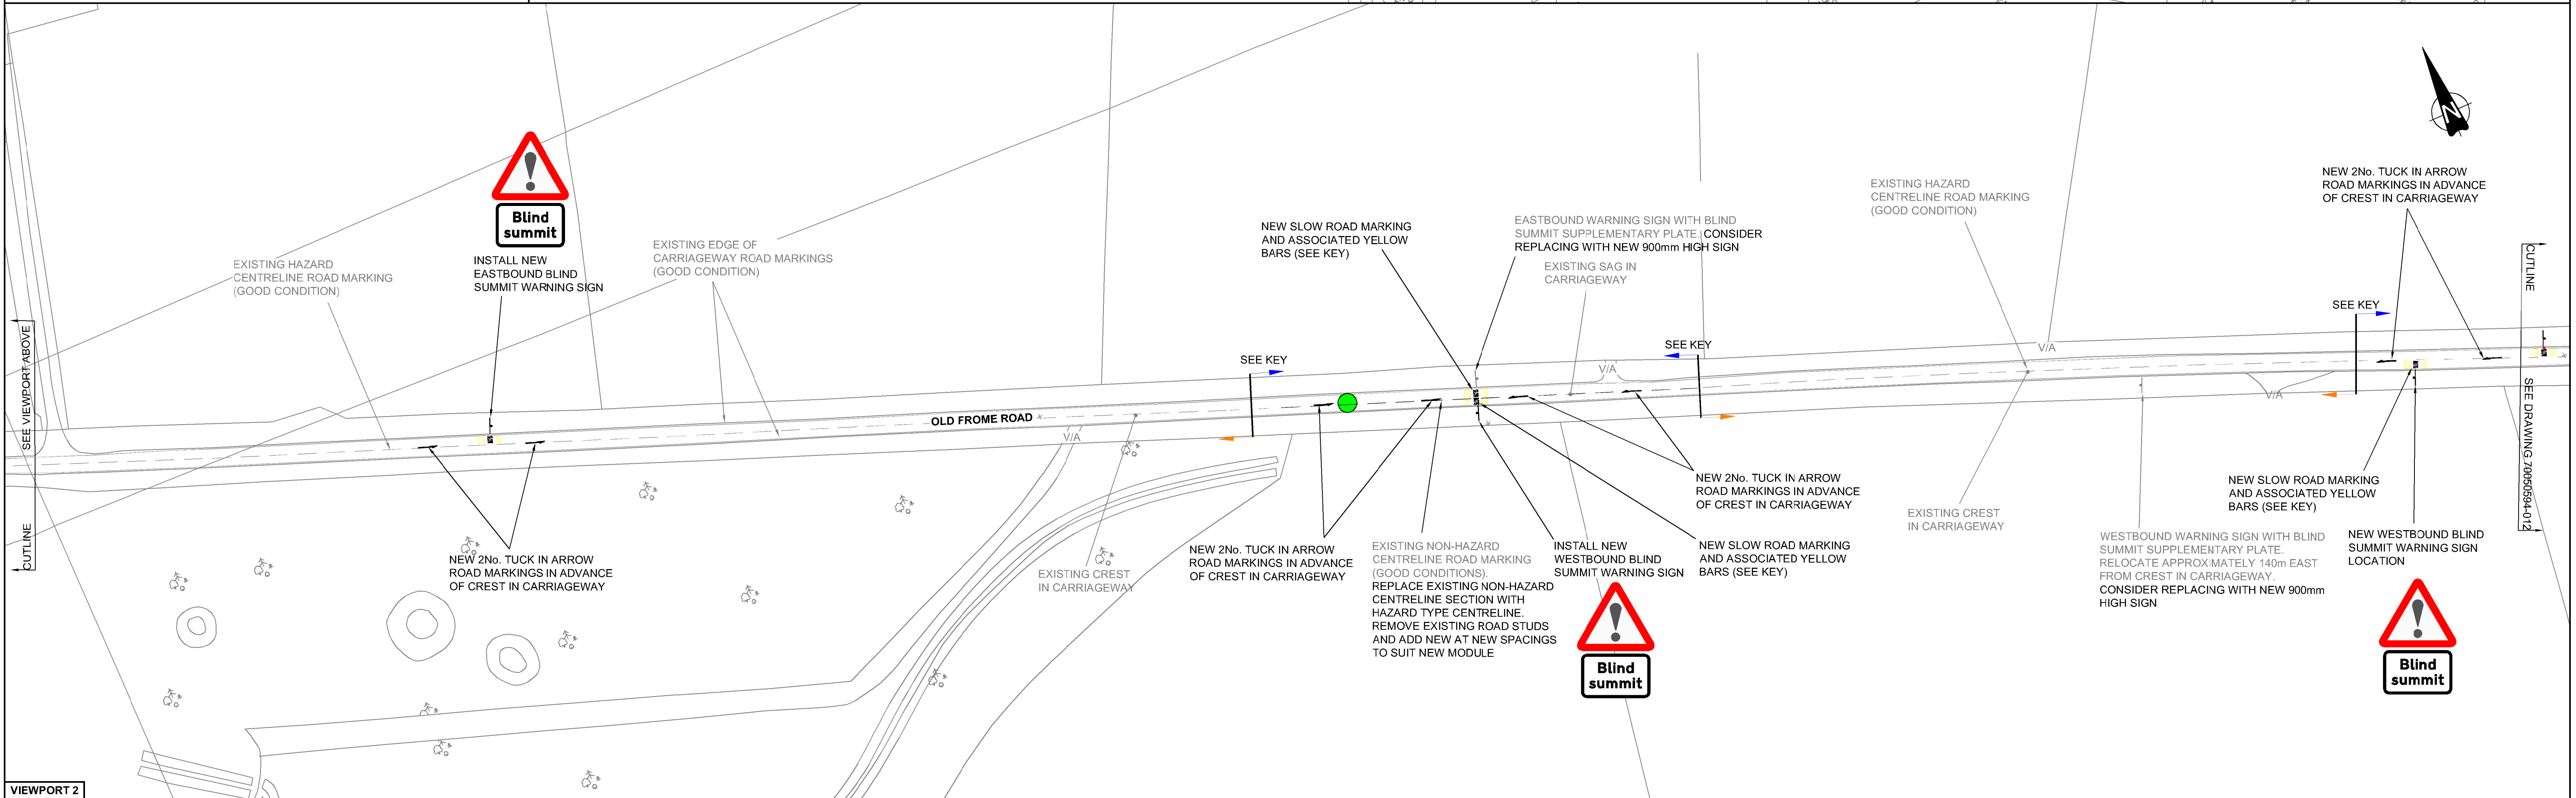 Blind
summit
INSTALL NEW
EASTBOUND BLIND
SUMMIT WARNING SIGN
EXISTING HAZARD
CENTRELINE ROAD MARKING
(GOOD CONDITION)
EXISTING EDGE OF
CARRIAGEWAY ROAD MARKINGS
(GOOD CONDITION)
SEE VIEWPORT ABOVE
CUTLINE
NEW 2No. TUCK IN ARROW
ROAD MARKINGS IN ADVANCE
OF CREST IN CARRIAGEWAY
OLD FROME ROAD
V/A
EXISTING CREST
IN CARRIAGEWAY
SEE KEY
NEW SLOW ROAD MARKING
AND ASSOCIATED YELLOW
BARS (SEE KEY)
EASTBOUND WARNING SIGN WITH BLIND
SUMMIT SUPPLEMENTARY PLATE. CONSIDER
REPLACING WITH NEW 900mm HIGH SIGN
EXISTING SAG IN
CARRIAGEWAY
V/A
SEE KEY
NEW 2No. TUCK IN ARROW
ROAD MARKINGS IN ADVANCE
OF CREST IN CARRIAGEWAY
EXISTING NON-HAZARD
CENTRELINE ROAD MARKING
(GOOD CONDITIONS).
REPLACE EXISTING NON-HAZARD
CENTRELINE SECTION WITH
HAZARD TYPE CENTRELINE.
REMOVE EXISTING ROAD STUDS
AND ADD NEW AT NEW SPACINGS
TO SUIT NEW MODULE
INSTALL NEW
WESTBOUND BLIND
SUMMIT WARNING SIGN
Blind
summit
NEW SLOW ROAD MARKING
AND ASSOCIATED YELLOW
BARS (SEE KEY)
NEW 2No. TUCK IN ARROW
ROAD MARKINGS IN ADVANCE
OF CREST IN CARRIAGEWAY
EXISTING HAZARD
CENTRELINE ROAD MARKING
(GOOD CONDITION)
V/A
EXISTING CREST
IN CARRIAGEWAY
WESTBOUND WARNING SIGN WITH BLIND
SUMMIT SUPPLEMENTARY PLATE.
RELOCATE APPROXIMATELY 140m EAST
FROM CREST IN CARRIAGEWAY.
CONSIDER REPLACING WITH NEW 900mm
HIGH SIGN
V/A
SEE KEY
N
NEW 2No. TUCK IN ARROW
ROAD MARKINGS IN ADVANCE
OF CREST IN CARRIAGEWAY
NEW SLOW ROAD MARKING
AND ASSOCIATED YELLOW
BARS (SEE KEY)
NEW WESTBOUND BLIND
SUMMIT WARNING SIGN
LOCATION
Blind
summit
CUTLINE
SEE DRAWING 70050594-012
VIEWPORT 2